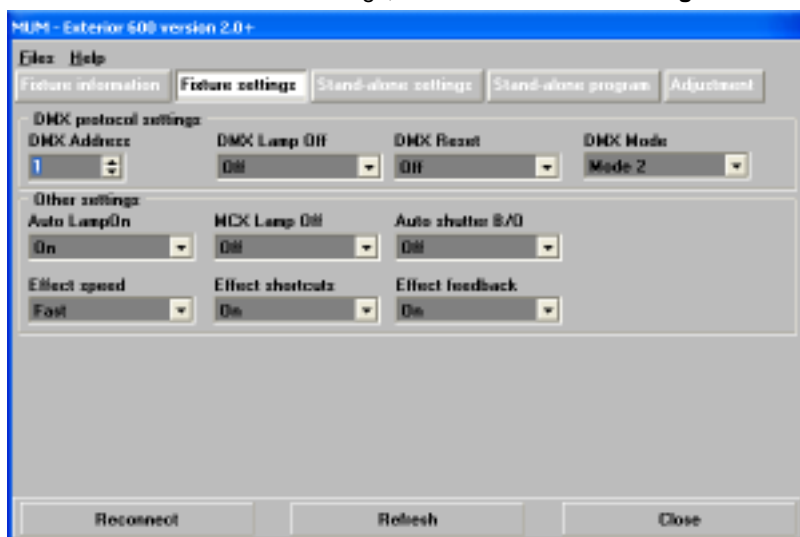 MUM - Exterior 600 version 2.0+
Files Help
Fixture information Fixture settings Stand-alone settings Stand-alone program Adjustment
DMX protocol settings
DMX Address DMX Lamp Off DMX Reset DMX Mode
1 Off Off Mode 2
Other settings
Auto LampOn MCX Lamp Off Auto shutter B/O
On Off Off
Effect speed Effect shortcuts Effect feedback
Fast On On
Reconnect Refresh Close